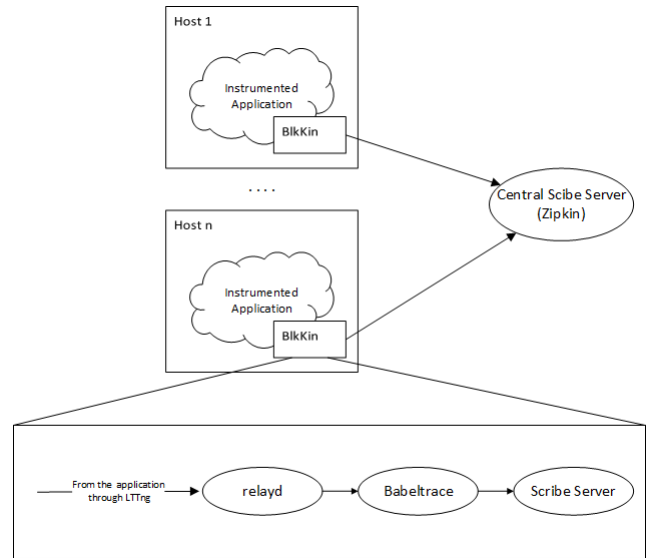 Host 1
Instrumented
Application
BlkKin
. . . .
Central Scibe Server
(Zipkin)
Host n
Instrumented
Application
BlkKin
From the application
through LTTng
relayd
Babeltrace
Scribe Server